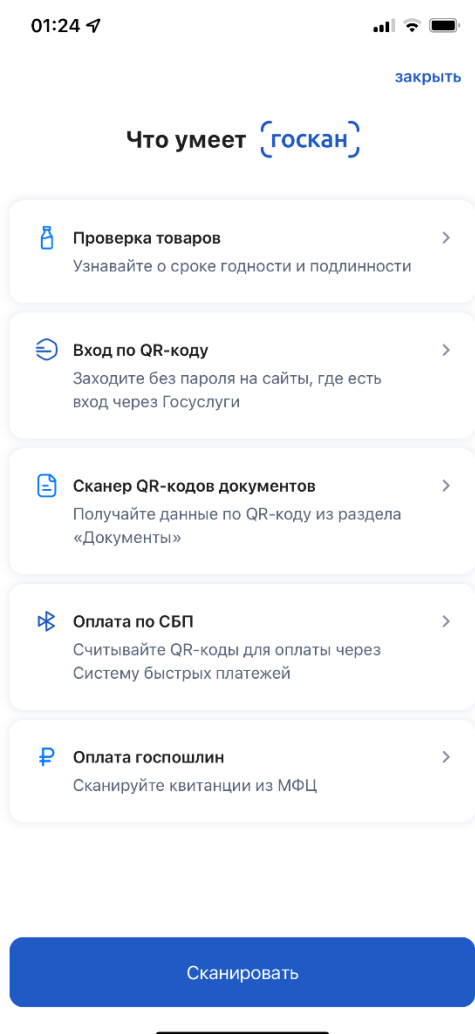 01:24
закрыть
Что умеет госкан
Проверка товаров
Узнавайте о сроке годности и подлинности
Вход по QR-коду
Заходите без пароля на сайты, где есть
вход через Госуслуги
Сканер QR-кодов документов
Получайте данные по QR-коду из раздела
«Документы»
Оплата по СБП
Считывайте QR-коды для оплаты через
Систему быстрых платежей
Оплата госпошлин
Сканируйте квитанции из МФЦ
Сканировать